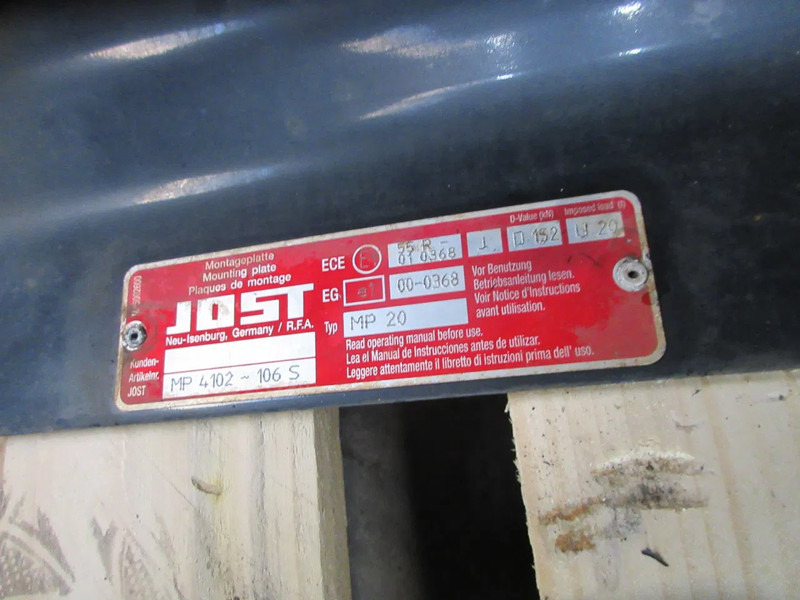 Montageplatte
Mounting plate
Plaques de montage
JOST
Neu-Isenburg, Germany / R.F.A.
Kunden-
Artikelnr.
JOST MP 4102 ~ 106 S
ECE 55 R -
01 0368
J
D-Value (kN)
D 152
Imposed load (t)
U 20
EG e1 00-0368
Typ MP 20
Vor Benutzung
Betriebsanleitung lesen.
Voir Notice d'Instructions
avant utilisation.
Read operating manual before use.
Lea el Manual de Instrucciones antes de utilizar.
Leggere attentamente il libretto di istruzioni prima dell' uso.